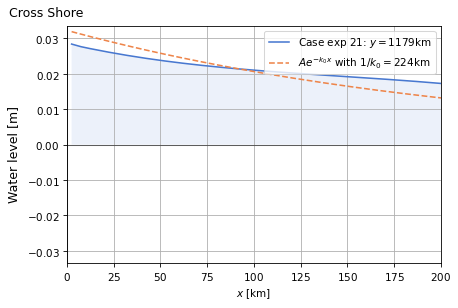 Cross Shore
Case exp 21: y = 1179km
Ae^{-k_0x} with 1/k_0 = 224km
Water level [m]
0.03
0.02
0.01
0.00
−0.01
−0.02
−0.03
0 25 50 75 100 125 150 175 200
x [km]